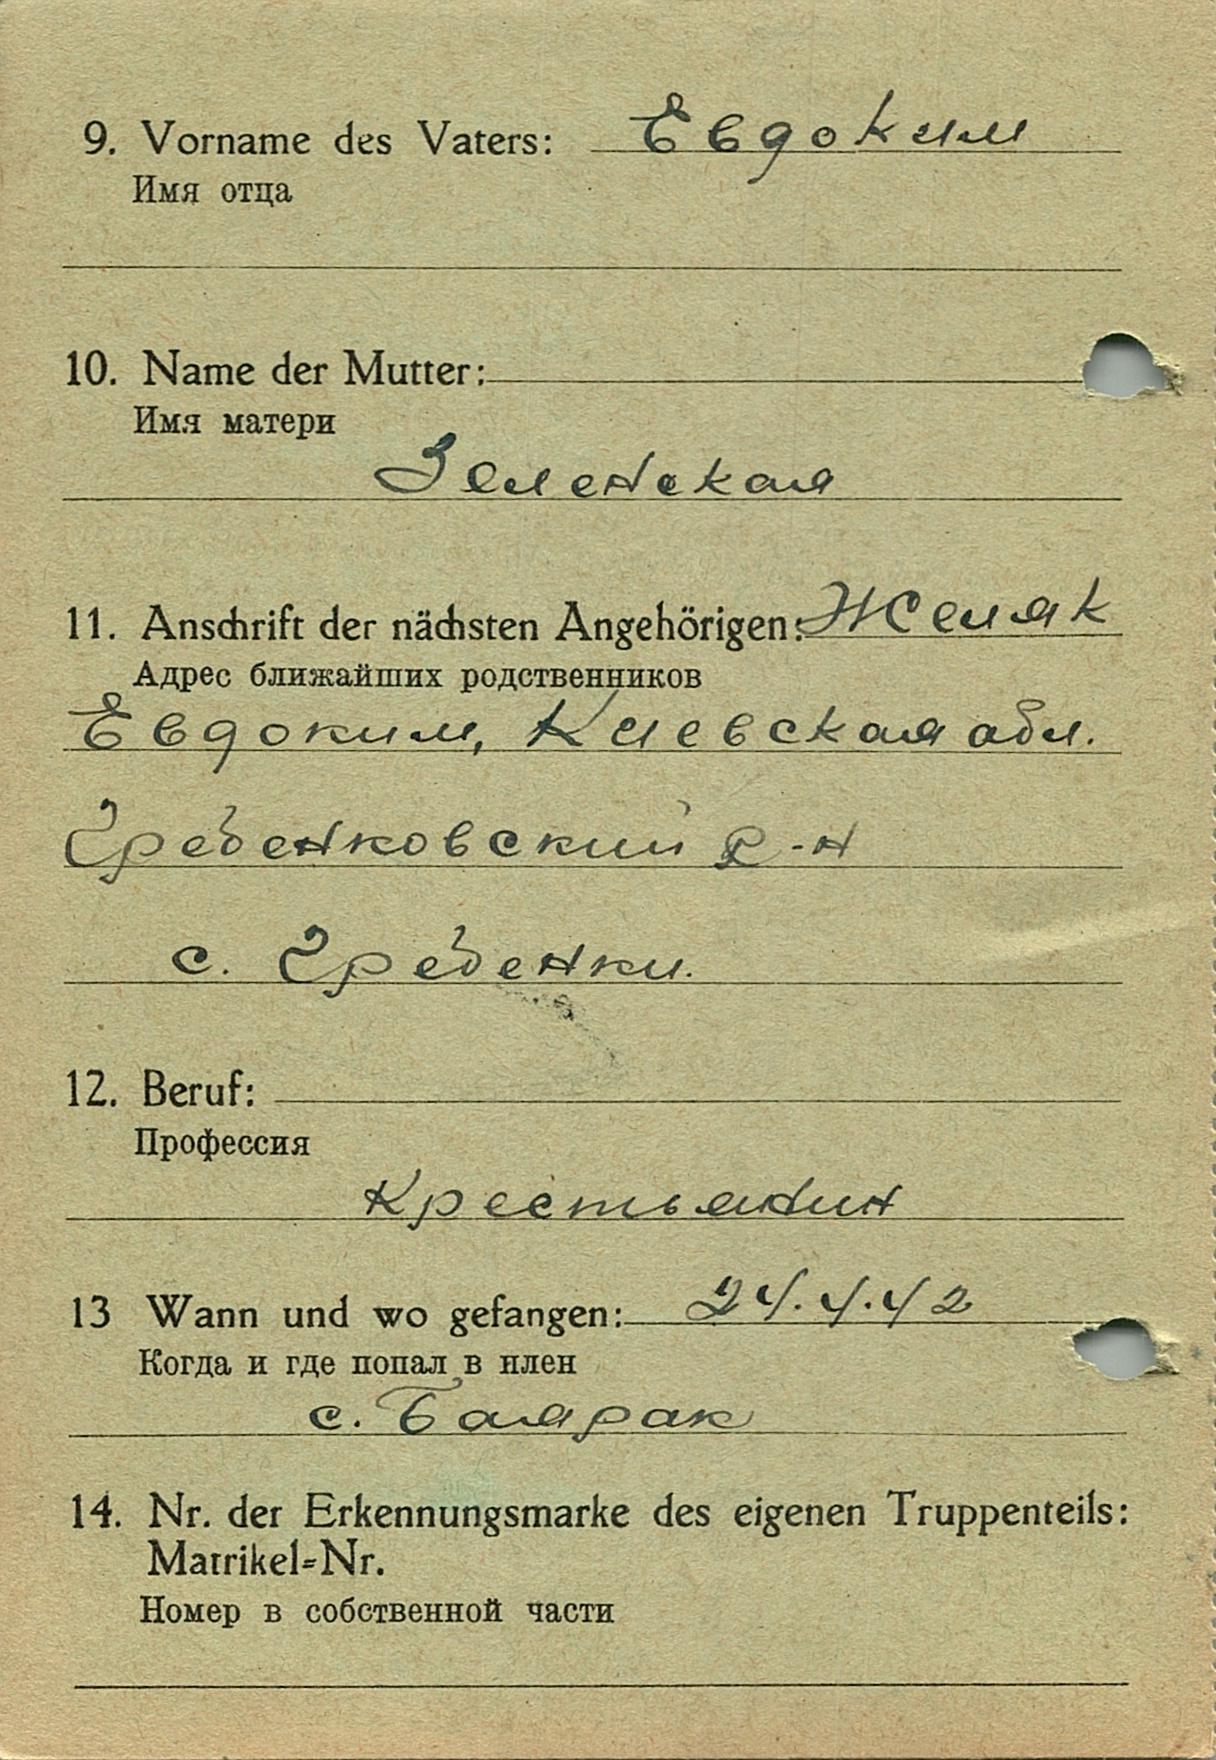 9. Vorname des Vaters: Евдоким
Имя отца
10. Name der Mutter:
Имя матери
Зеленская
11. Anschrift der nächsten Angehörigen: Желяк
Адрес ближайших родственников
Евдоким, Киевская обл.
Гребенковский р-н
с. Гребенки.
12. Beruf:
Профессия
Крестьянин
13 Wann und wo gefangen: 24.4.42
Когда и где попал в плен
с. Баярак
14. Nr. der Erkennungsmarke des eigenen Truppenteils:
Matrikel=Nr.
Номер в собственной части